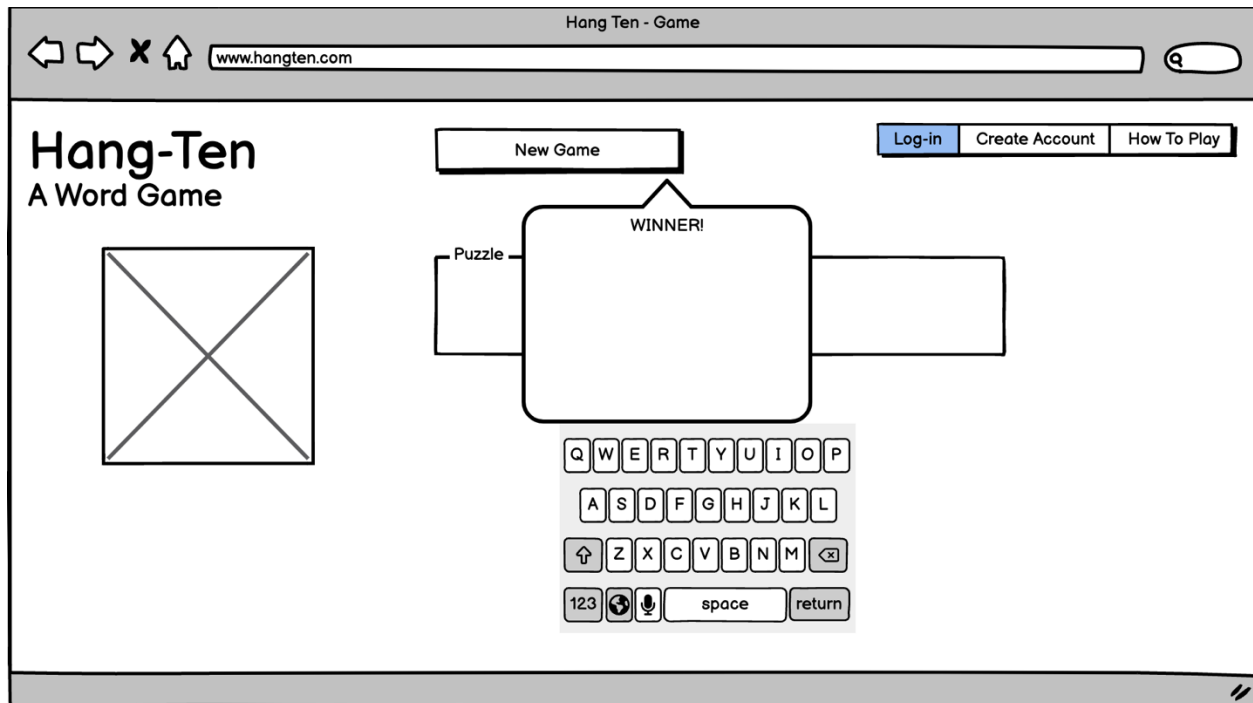 Hang Ten - Game
www.hangten.com
Hang-Ten
A Word Game
New Game
Log-in Create Account How To Play
WINNER!
Puzzle
Q W E R T Y U I O P
A S D F G H J K L
Z X C V B N M
123 space return